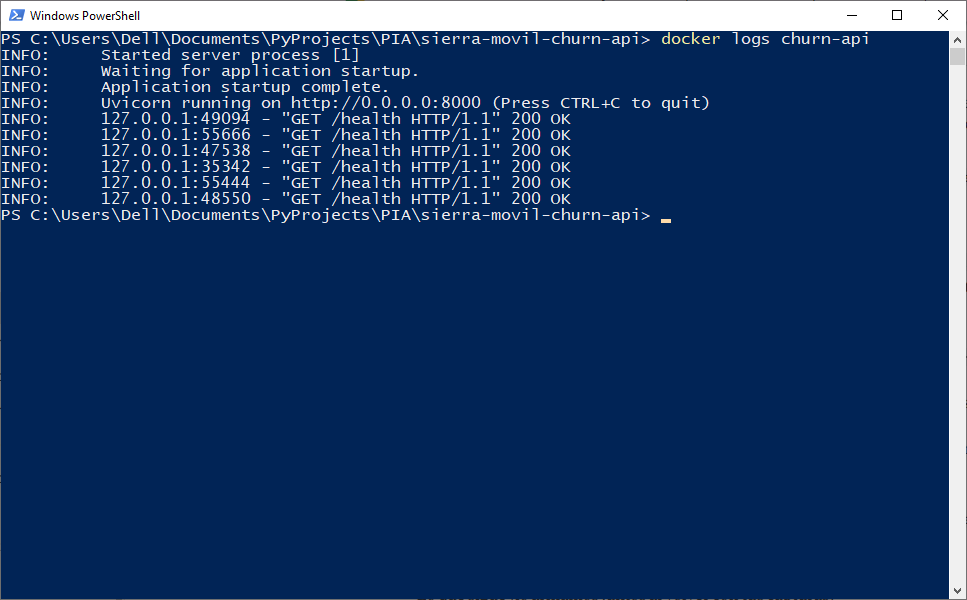 Windows PowerShell
PS C:\Users\Dell\Documents\PyProjects\PIA\sierra-movil-churn-api> docker logs churn-api
INFO:     Started server process [1]
INFO:     Waiting for application startup.
INFO:     Application startup complete.
INFO:     Uvicorn running on http://0.0.0.0:8000 (Press CTRL+C to quit)
INFO:     127.0.0.1:49094 - "GET /health HTTP/1.1" 200 OK
INFO:     127.0.0.1:55666 - "GET /health HTTP/1.1" 200 OK
INFO:     127.0.0.1:47538 - "GET /health HTTP/1.1" 200 OK
INFO:     127.0.0.1:35342 - "GET /health HTTP/1.1" 200 OK
INFO:     127.0.0.1:55444 - "GET /health HTTP/1.1" 200 OK
INFO:     127.0.0.1:48550 - "GET /health HTTP/1.1" 200 OK
PS C:\Users\Dell\Documents\PyProjects\PIA\sierra-movil-churn-api>